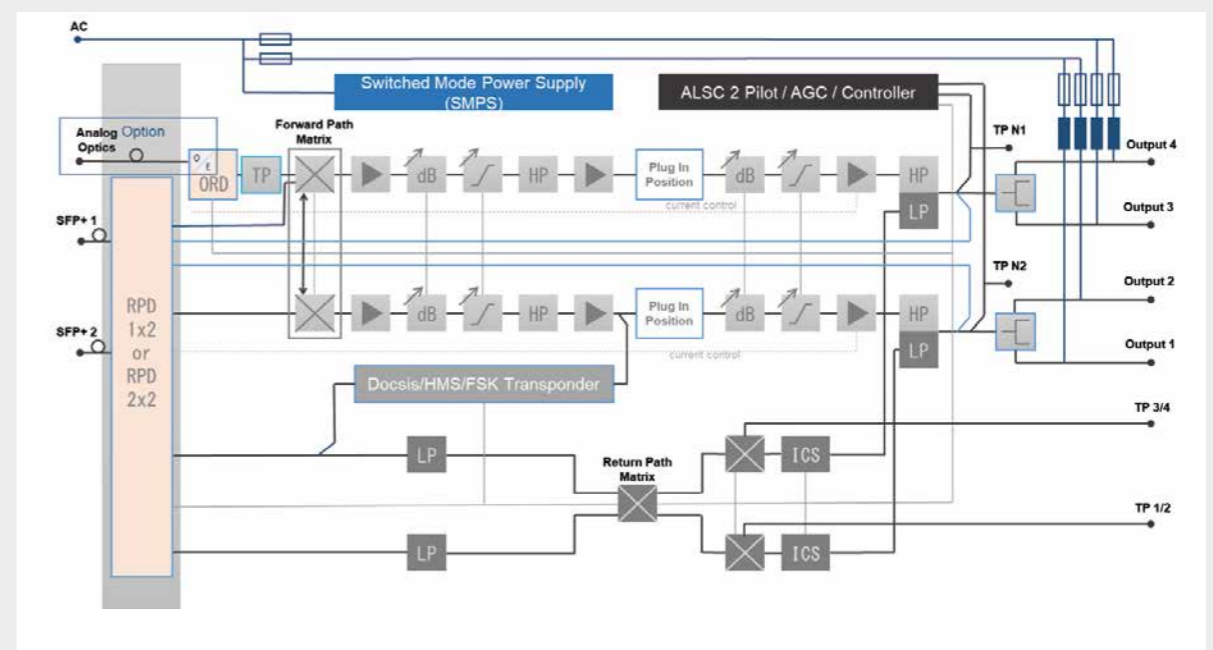 AC
Switched Mode Power Supply
(SMPS)
ALSC 2 Pilot / AGC / Controller
Analog Option
Optics
Forward Path
Matrix
TP N1
Output 4
O
E
ORD
TP
dB
HP
Plug In
Position
dB
HP
current control
LP
Output 3
SFP+ 1
TP N2
Output 2
RPD
1x2
or
RPD
2x2
dB
HP
Plug In
Position
dB
HP
SFP+ 2
current control
LP
Output 1
Docsis/HMS/FSK Transponder
TP 3/4
LP
Return Path
Matrix
ICS
TP 1/2
LP
ICS